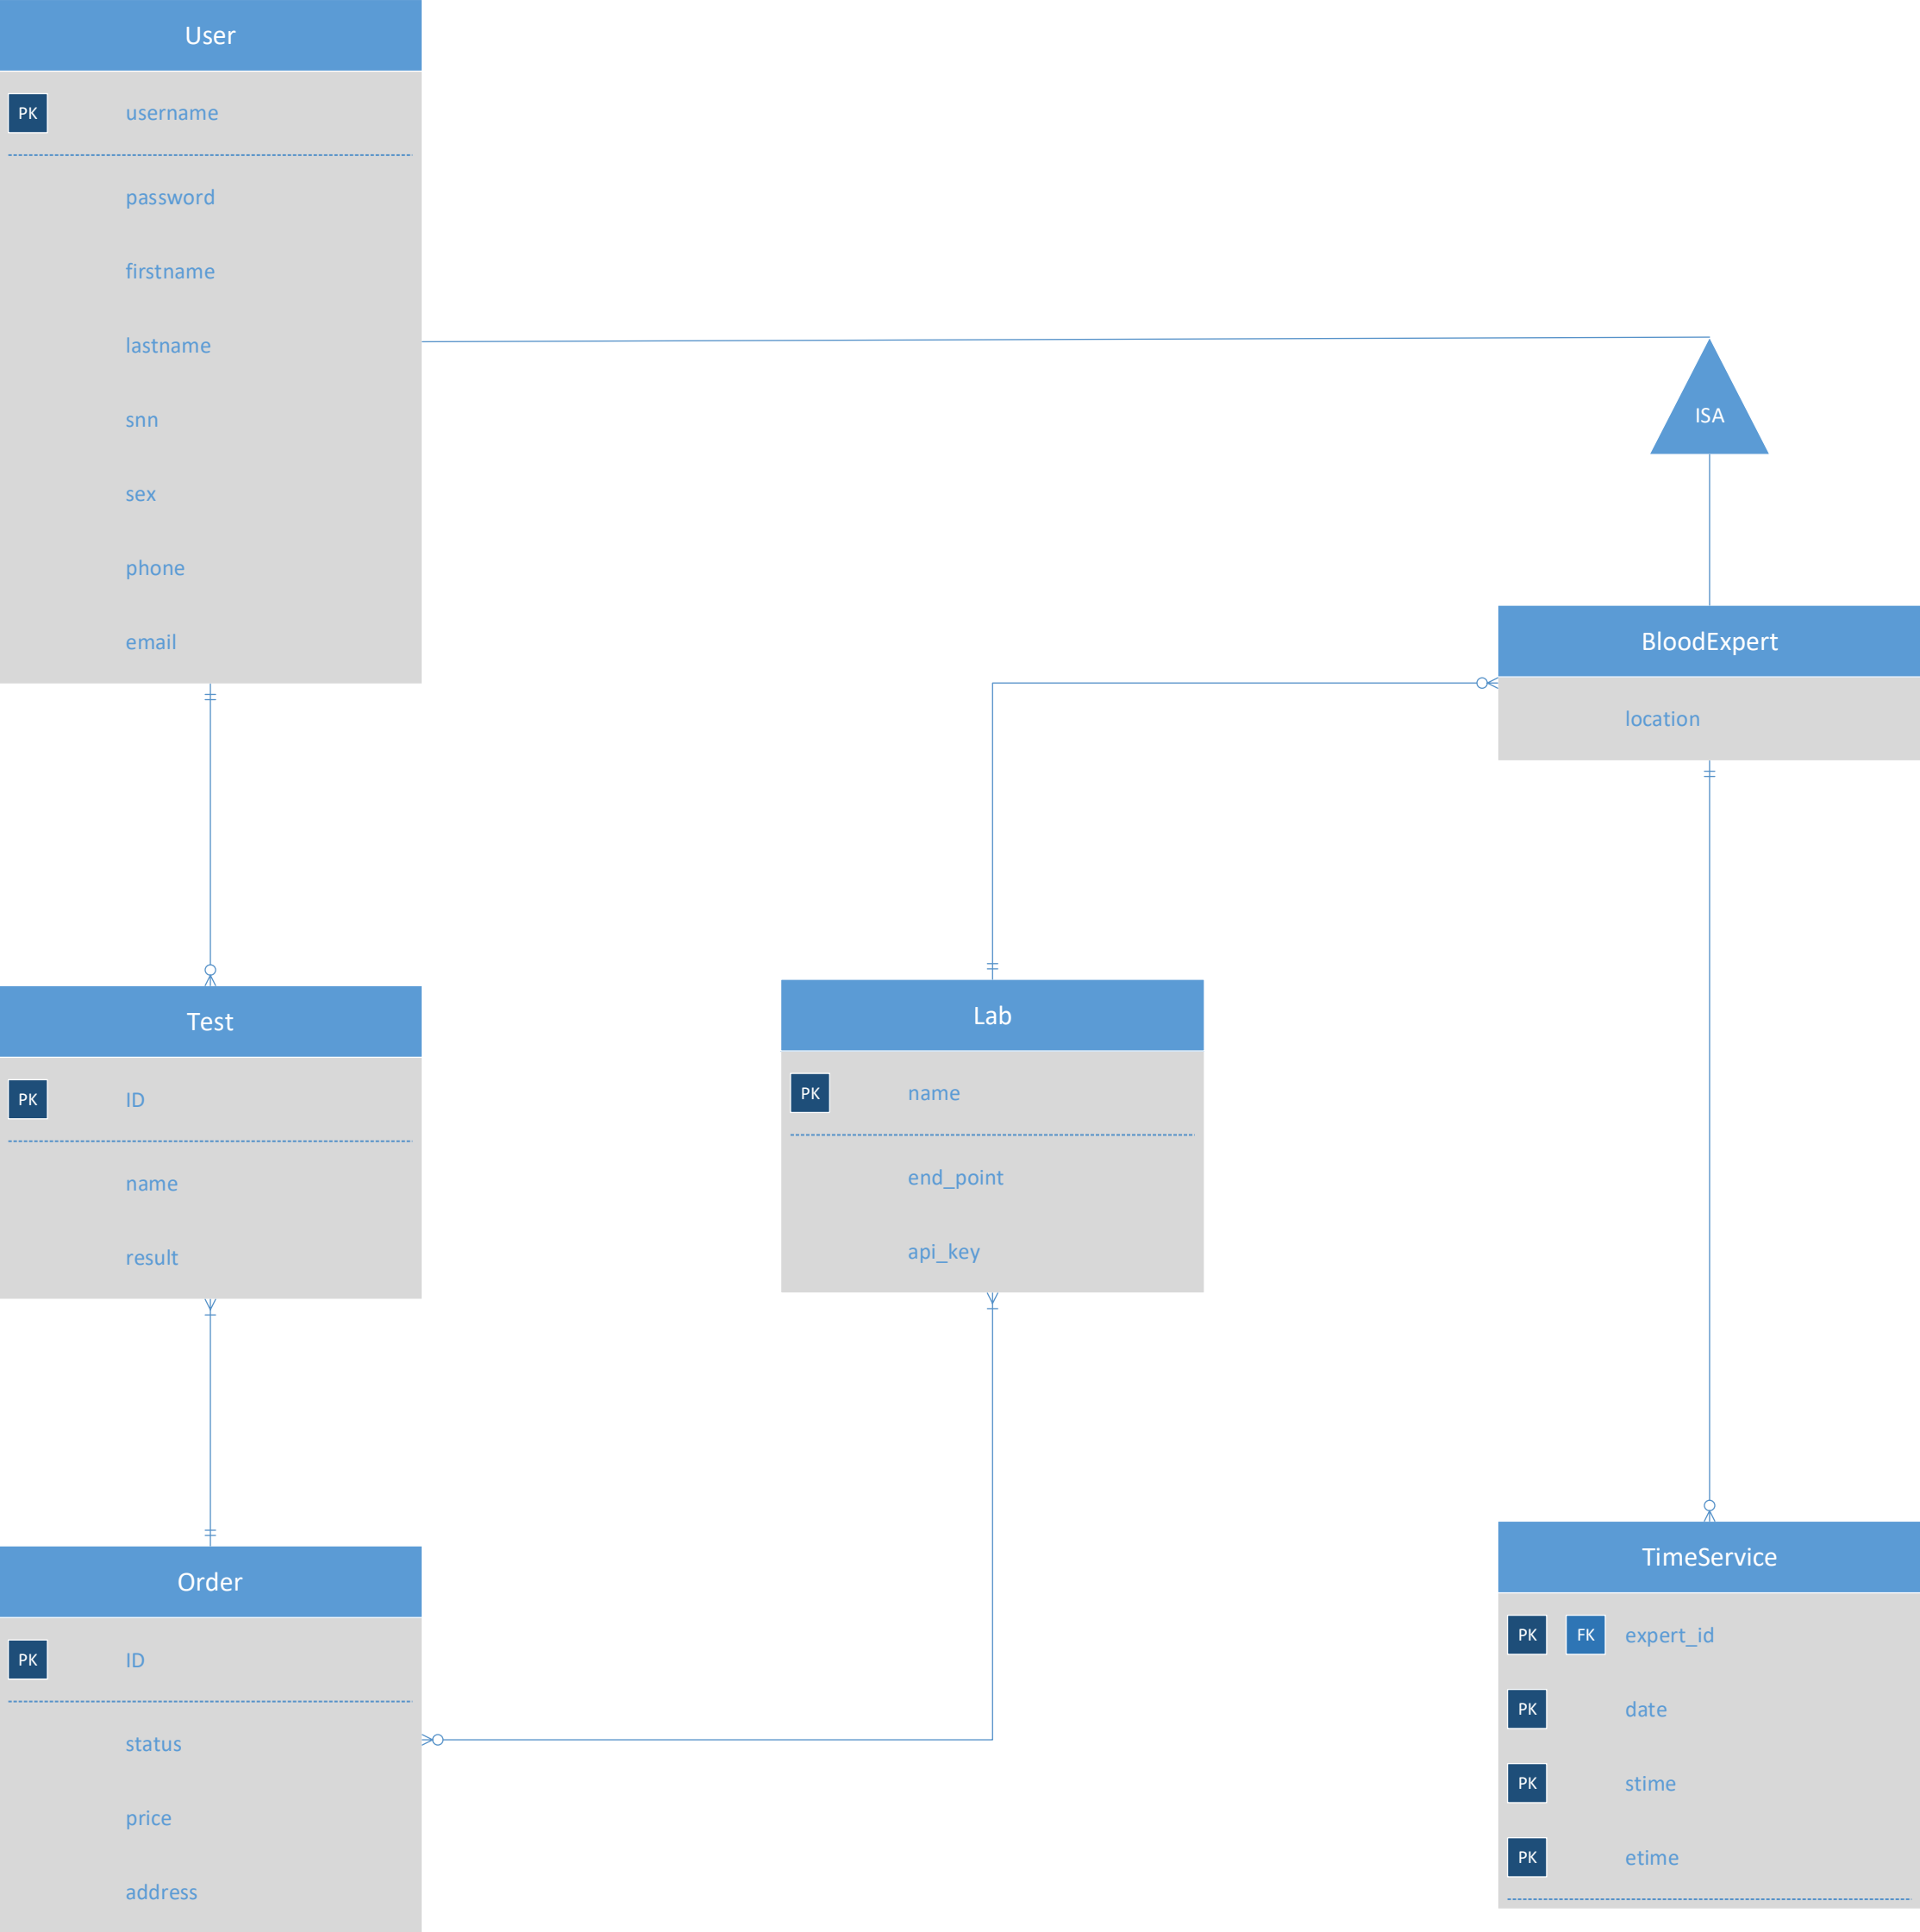 User
PK username
password
firstname
lastname
snn
sex
phone
email
ISA
BloodExpert
location
Test
PK ID
name
result
Lab
PK name
end_point
api_key
Order
PK ID
status
price
address
TimeService
PK FK expert_id
PK date
PK stime
PK etime